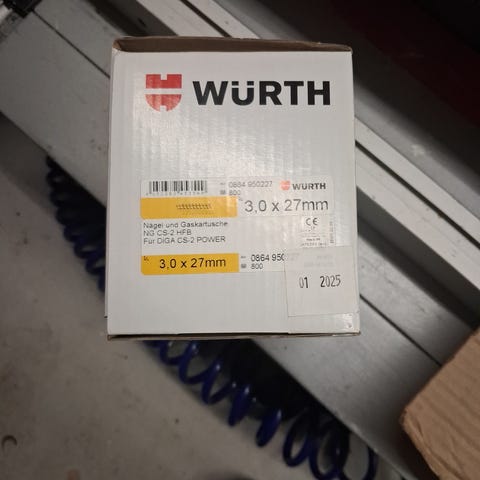 WÜRTH
0864 950227
800
WÜRTH
3,0 x 27mm
Nägel und Gaskartusche
NG CS-2 HFB
Für DIGA CS-2 POWER
CE
3,0 x 27mm
0864 950
800
01 2025